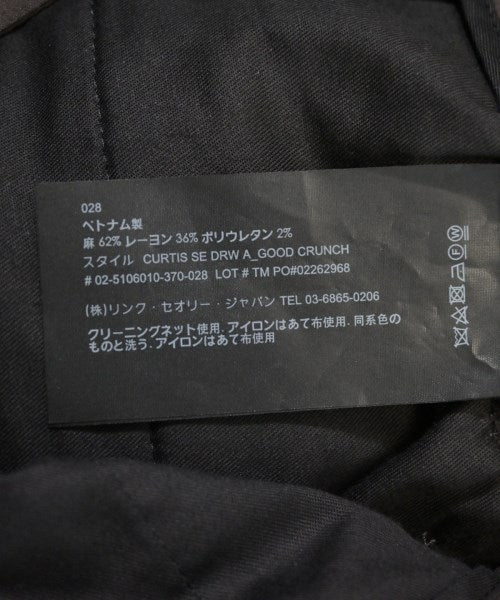 028
ベトナム製
麻 62% レーヨン 36% ポリウレタン 2%
スタイル CURTIS SE DRW A_GOOD CRUNCH
# 02-5106010-370-028 LOT # TM PO#02262968
(株)リンク・セオリー・ジャパン TEL 03-6865-0206
クリーニングネット使用. アイロンはあて布使用. 同系色の
ものと洗う. アイロンはあて布使用
F W